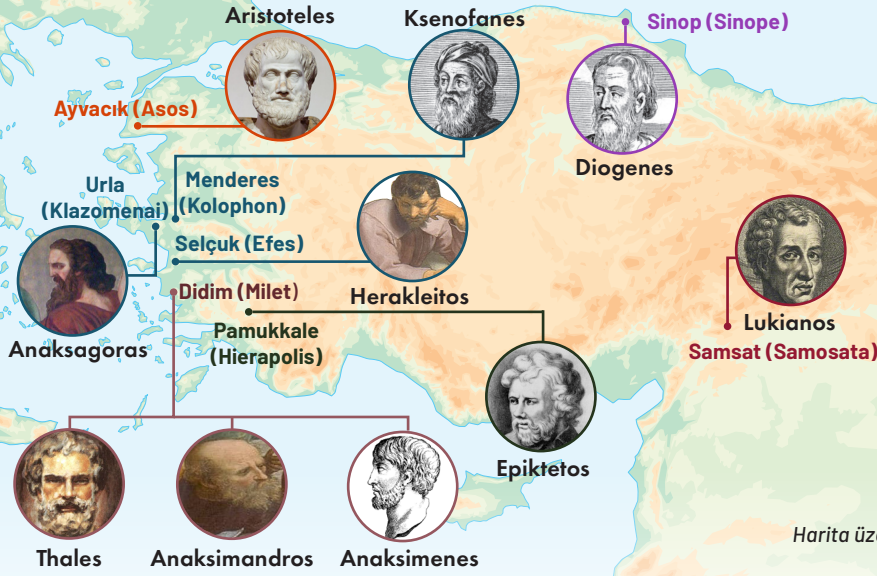 Aristoteles
Ksenofanes
Sinop (Sinope)
Ayvacık (Asos)
Diogenes
Urla
(Klazomenai)
Menderes
(Kolophon)
Selçuk (Efes)
Herakleitos
Didim (Milet)
Pamukkale
(Hierapolis)
Anaksagoras
Lukianos
Samsat (Samosata)
Epiktetos
Thales
Anaksimandros
Anaksimenes
Harita